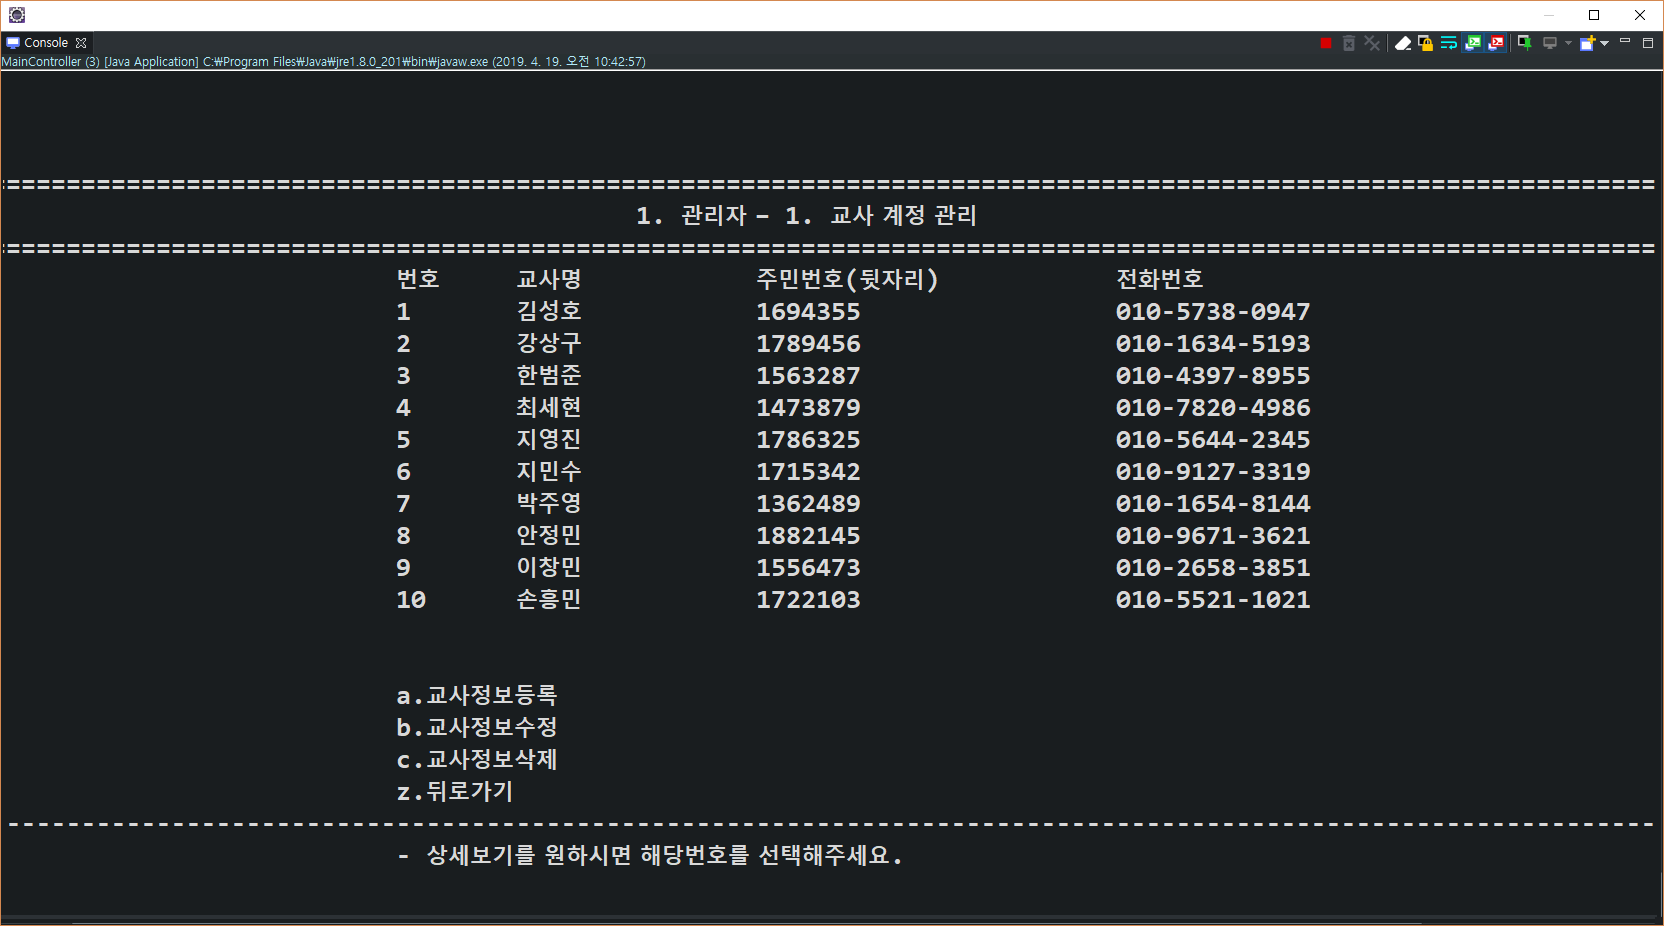 Console
MainController (3) [Java Application] C:₩Program Files₩Java₩jre1.8.0_201₩bin₩javaw.exe (2019. 4. 19. 오전 10:42:57)
==============================================================================================================
1. 관리자 - 1. 교사 계정 관리
==============================================================================================================
번호 교사명 주민번호(뒷자리) 전화번호
1 김성호 1694355 010-5738-0947
2 강상구 1789456 010-1634-5193
3 한범준 1563287 010-4397-8955
4 최세현 1473879 010-7820-4986
5 지영진 1786325 010-5644-2345
6 지민수 1715342 010-9127-3319
7 박주영 1362489 010-1654-8144
8 안정민 1882145 010-9671-3621
9 이창민 1556473 010-2658-3851
10 손흥민 1722103 010-5521-1021
a.교사정보등록
b.교사정보수정
c.교사정보삭제
z.뒤로가기
--------------------------------------------------------------------------------------------------------------
- 상세보기를 원하시면 해당번호를 선택해주세요.